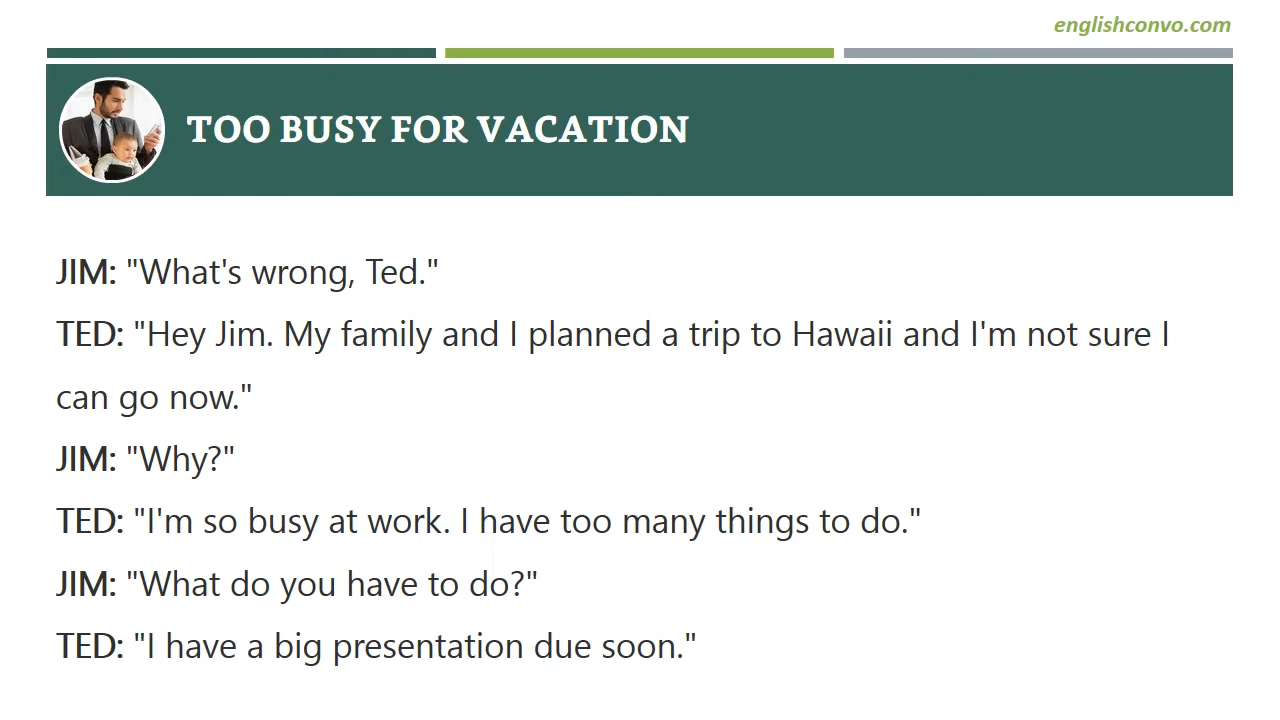 englishconvo.com
TOO BUSY FOR VACATION
JIM: "What's wrong, Ted."
TED: "Hey Jim. My family and I planned a trip to Hawaii and I'm not sure I
can go now."
JIM: "Why?"
TED: "I'm so busy at work. I have too many things to do."
JIM: "What do you have to do?"
TED: "I have a big presentation due soon."